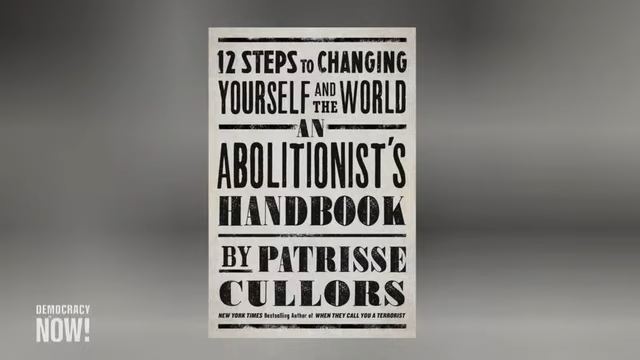 12 STEPS TO CHANGING
YOURSELF AND THE WORLD
AN
ABOLITIONIST'S
HANDBOOK
BY PATRISSE
CULLORS
NEW YORK TIMES Bestselling Author of WHEN THEY CALL YOU A TERRORIST
DEMOCRACY
NOW!